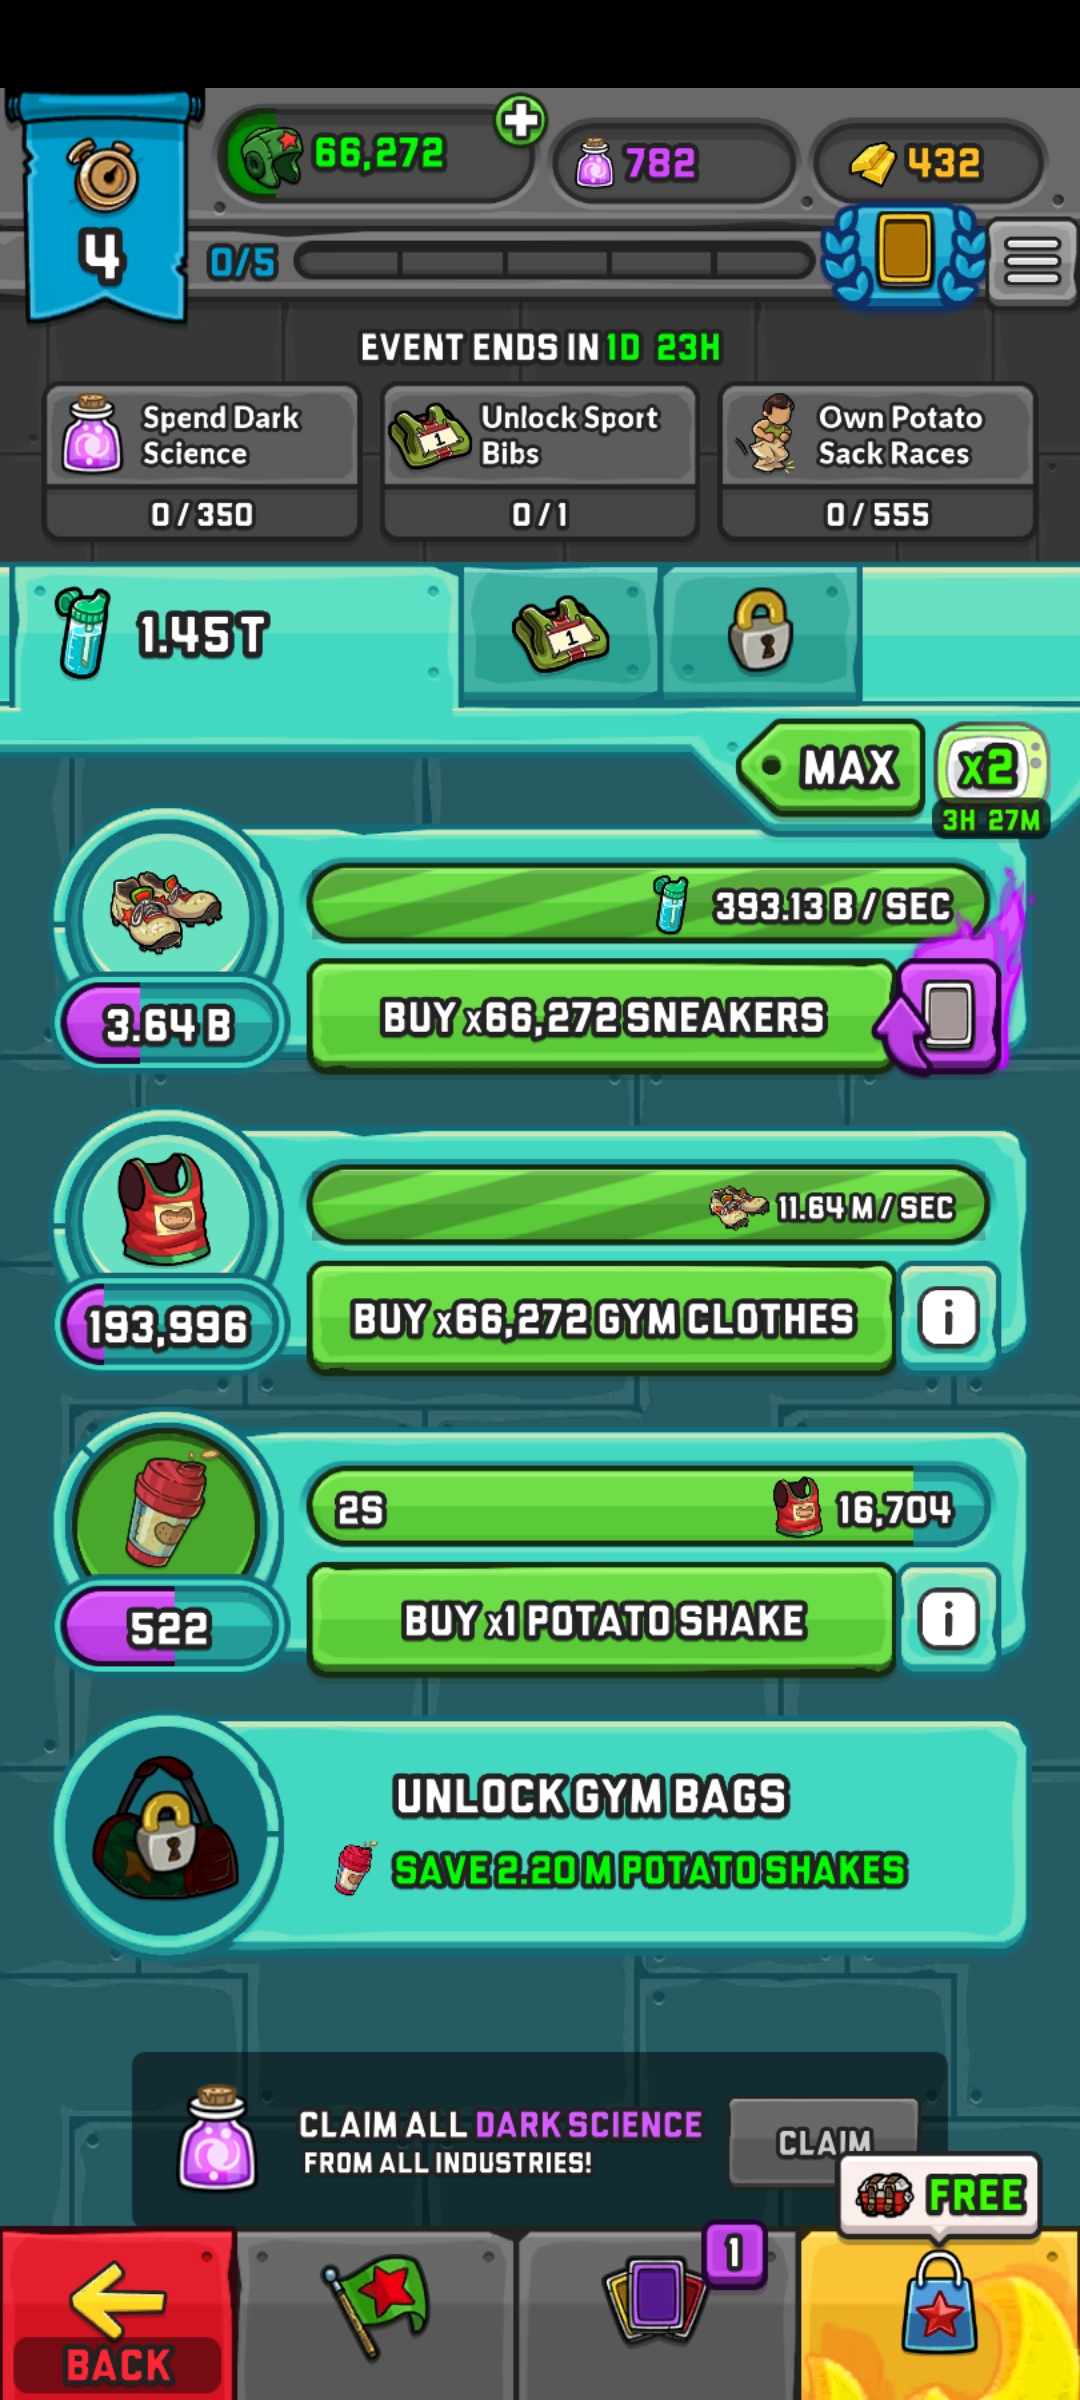 4
66,272
782
432
0/5
EVENT ENDS IN 1D 23H
Spend Dark
Science
0 / 350
Unlock Sport
Bibs
0 / 1
Own Potato
Sack Races
0 / 555
1.45 T
1
MAX
x2
3H 27M
393.13 B / SEC
3.64 B
BUY x66,272 SNEAKERS
11.64 M / SEC
193,996
BUY x66,272 GYM CLOTHES
i
2S
16,704
522
BUY x1 POTATO SHAKE
i
UNLOCK GYM BAGS
SAVE 2.20 M POTATO SHAKES
CLAIM ALL DARK SCIENCE
FROM ALL INDUSTRIES!
CLAIM
FREE
1
BACK